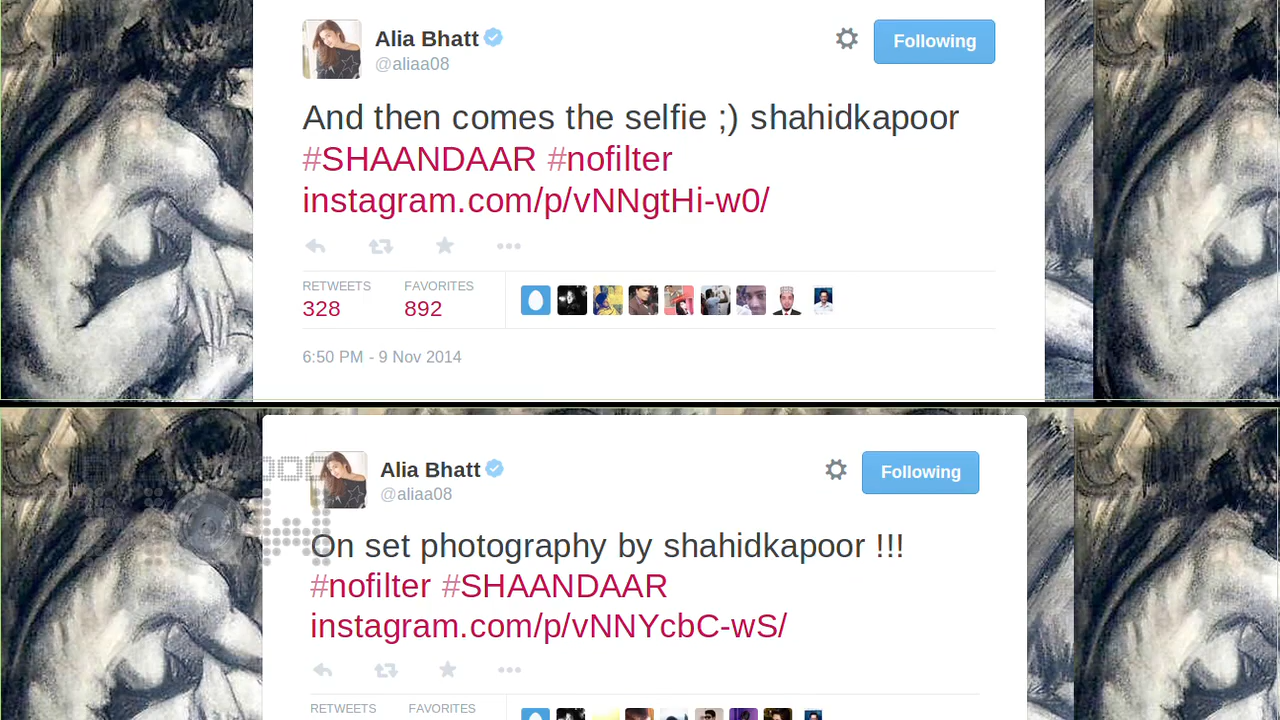 Alia Bhatt
@aliaa08
Following
And then comes the selfie ;) shahidkapoor
#SHAANDAAR #nofilter
instagram.com/p/vNNgtHi-w0/
RETWEETS FAVORITES
328 892
6:50 PM - 9 Nov 2014
Alia Bhatt
@aliaa08
Following
On set photography by shahidkapoor !!!
#nofilter #SHAANDAAR
instagram.com/p/vNNYcbC-wS/
RETWEETS FAVORITES